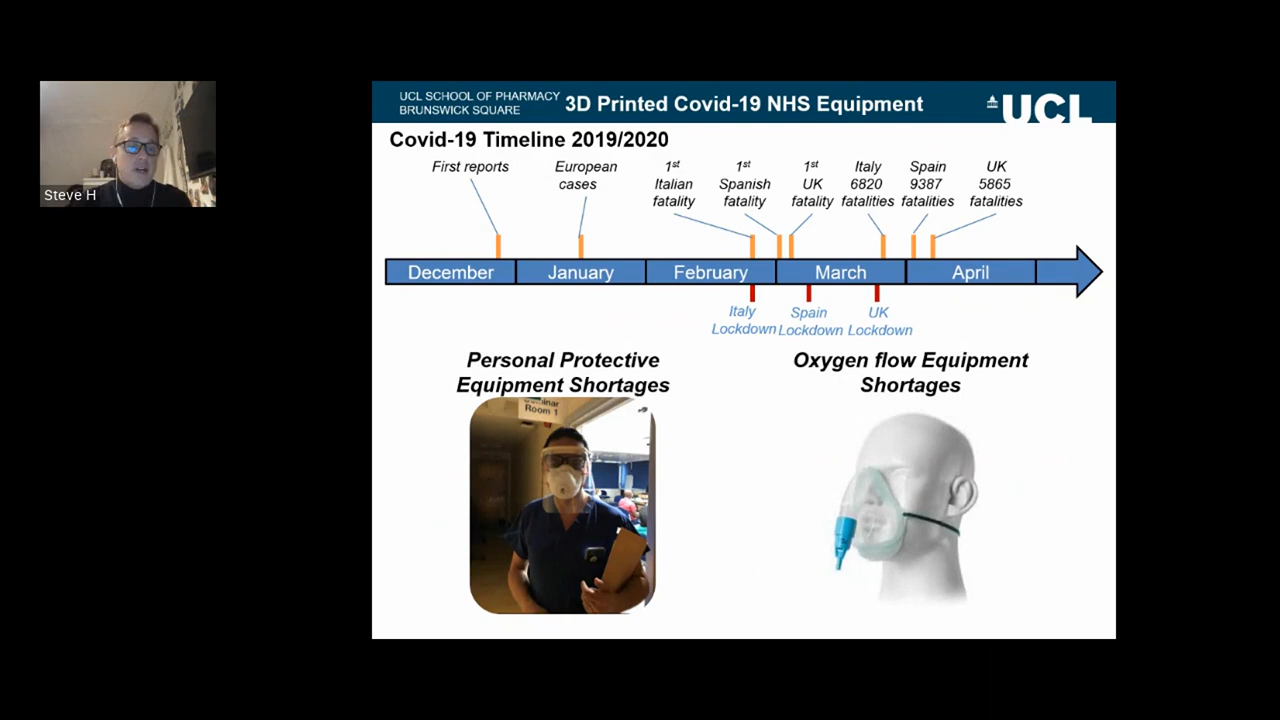 Steve H
UCL SCHOOL OF PHARMACY
BRUNSWICK SQUARE
3D Printed Covid-19 NHS Equipment
UCL
Covid-19 Timeline 2019/2020
First reports
European
cases
1st
Italian
fatality
1st
Spanish
fatality
1st
UK
fatality
Italy
6820
fatalities
Spain
9387
fatalities
UK
5865
fatalities
December
January
February
March
April
Italy
Lockdown
Spain
Lockdown
UK
Lockdown
Personal Protective
Equipment Shortages
Room 1
Oxygen flow Equipment
Shortages